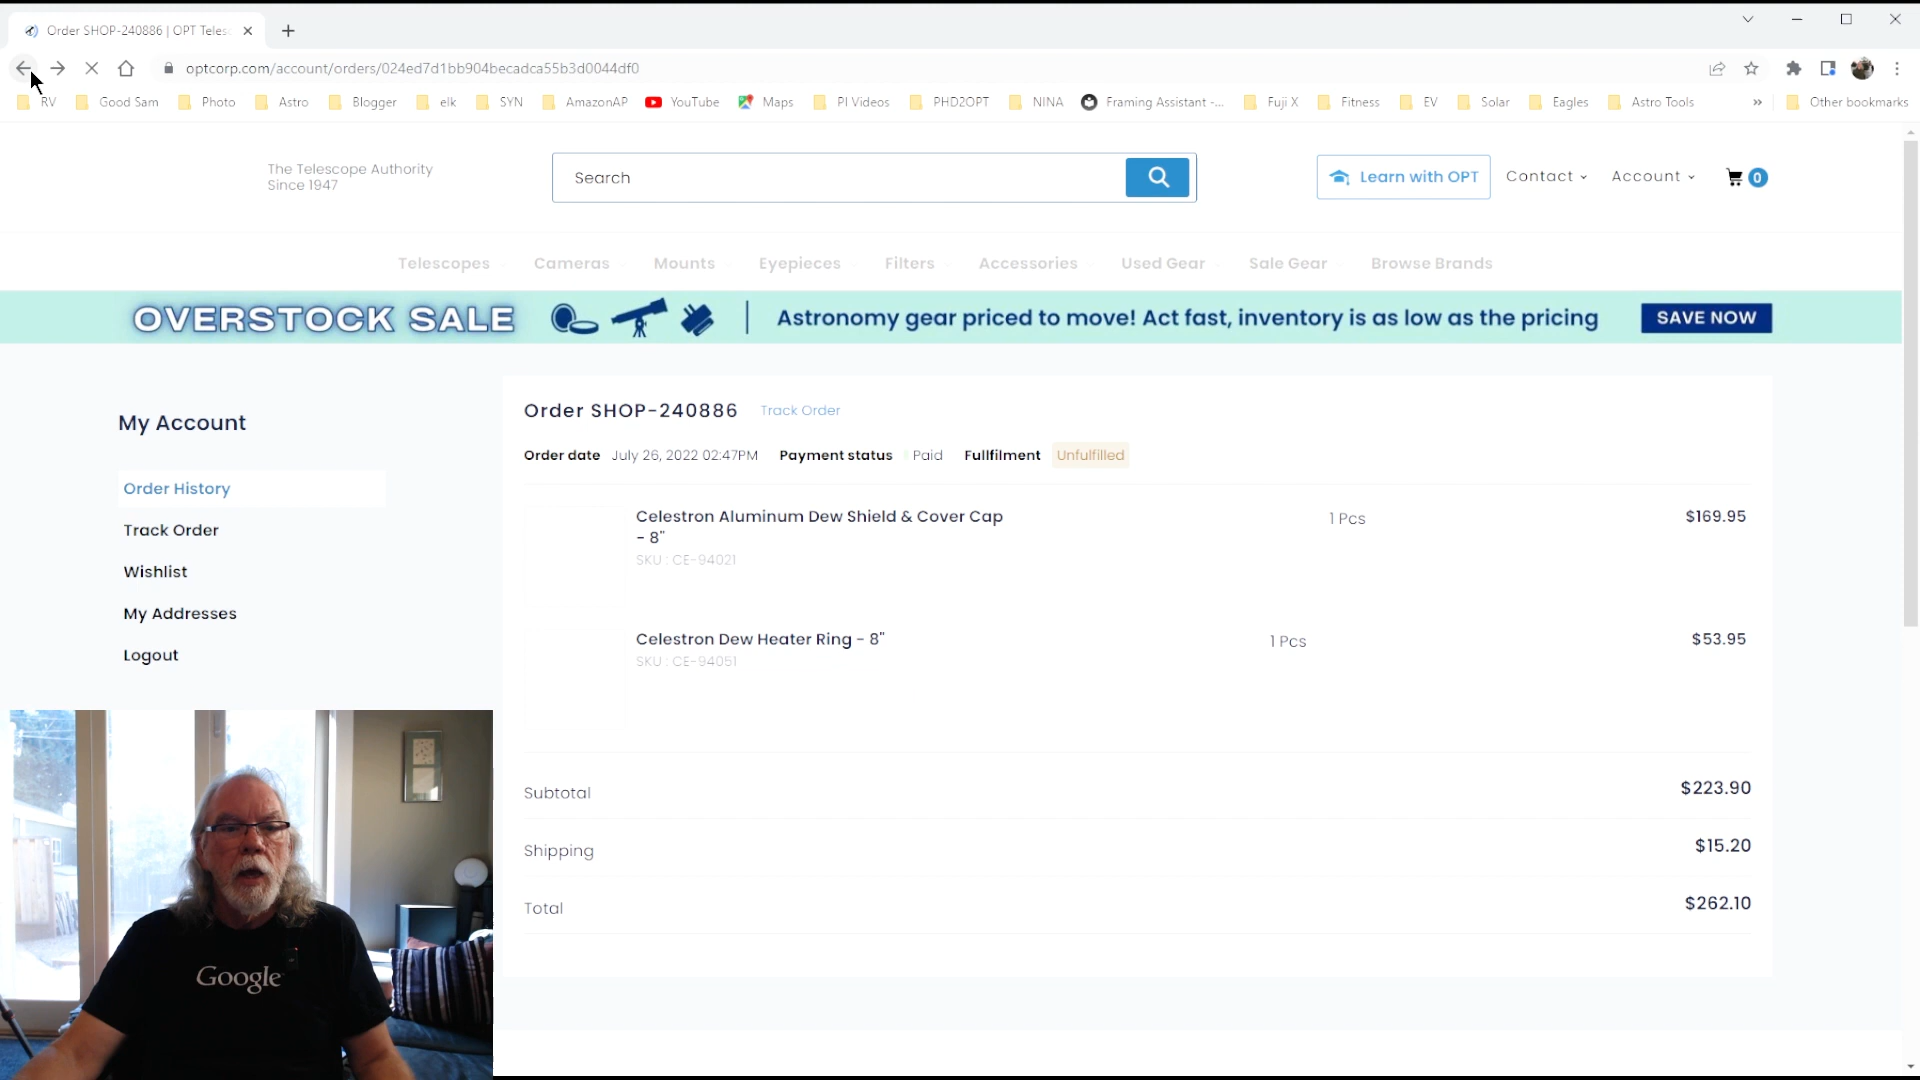 Order SHOP-240886 | OPT Teles
optcorp.com/account/orders/024ed7d1bb904becadca55b3d0044df0
RV Good Sam Photo Astro Blogger elk SYN AmazonAP YouTube Maps PI Videos PHD2OPT NINA Framing Assistant -... Fuji X Fitness EV Solar Eagles Astro Tools » Other bookmarks
The Telescope Authority
Since 1947
Search
Learn with OPT
Contact
Account
0
Telescopes Cameras Mounts Eyepieces Filters Accessories Used Gear Sale Gear Browse Brands
OVERSTOCK SALE | Astronomy gear priced to move! Act fast, inventory is as low as the pricing SAVE NOW
My Account
Order History
Track Order
Wishlist
My Addresses
Logout
Order SHOP-240886 Track Order
Order date July 26, 2022 02:47PM Payment status Paid Fullfilment Unfulfilled
Celestron Aluminum Dew Shield & Cover Cap 1 Pcs $169.95
- 8"
SKU : CE-94021
Celestron Dew Heater Ring - 8" 1 Pcs $53.95
SKU : CE-94051
Subtotal $223.90
Shipping $15.20
Total $262.10
Google